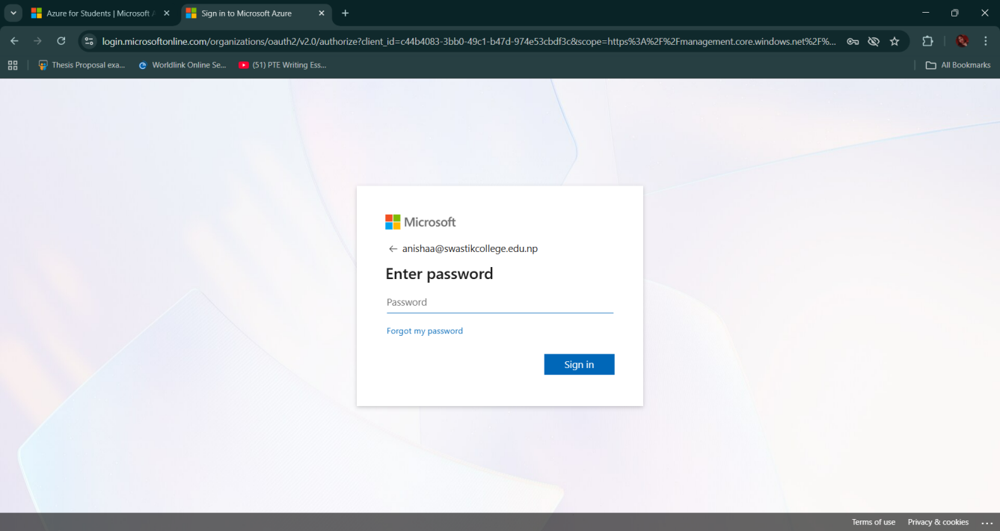 Azure for Students | Microsoft A
Sign in to Microsoft Azure
login.microsoftonline.com/organizations/oauth2/v2.0/authorize?client_id=c44b4083-3bb0-49c1-b47d-974e53cbdf3c&scope=https%3A%2F%2Fmanagement.core.windows.net%2F%...
Thesis Proposal exa...
Worldlink Online Se...
(51) PTE Writing Ess...
All Bookmarks
Microsoft
anishaa@swastikcollege.edu.np
Enter password
Password
Forgot my password
Sign in
Terms of use
Privacy & cookies
...